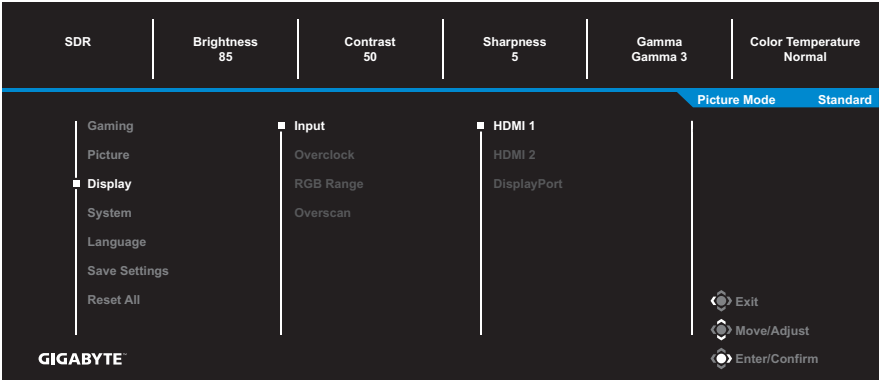 SDR
Brightness
85
Contrast
50
Sharpness
5
Gamma
Gamma 3
Color Temperature
Normal
Picture Mode Standard
Gaming
Picture
Display
System
Language
Save Settings
Reset All
Input
Overclock
RGB Range
Overscan
HDMI 1
HDMI 2
DisplayPort
Exit
Move/Adjust
Enter/Confirm
GIGABYTE™